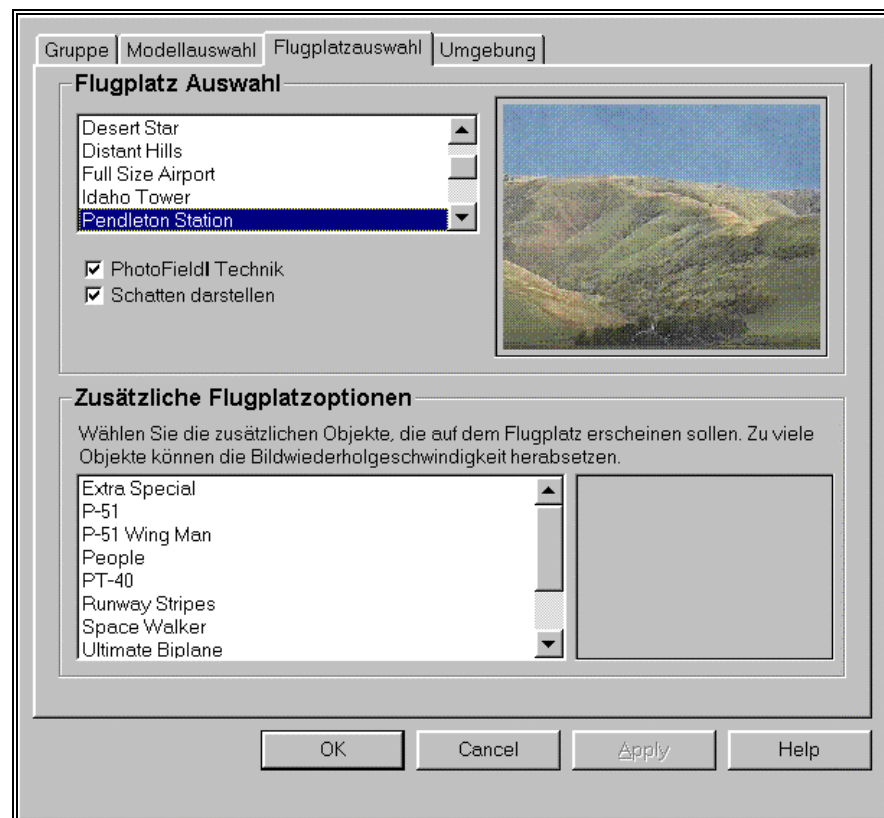 Gruppe Modellauswahl Flugplatzauswahl Umgebung
Flugplatz Auswahl
Desert Star
Distant Hills
Full Size Airport
Idaho Tower
Pendleton Station
PhotoFieldI Technik
Schatten darstellen
Zusätzliche Flugplatzoptionen
Wählen Sie die zusätzlichen Objekte, die auf dem Flugplatz erscheinen sollen. Zu viele
Objekte können die Bildwiederholgeschwindigkeit herabsetzen.
Extra Special
P-51
P-51 Wing Man
People
PT-40
Runway Stripes
Space Walker
Ultimate Biplane
OK Cancel Apply Help